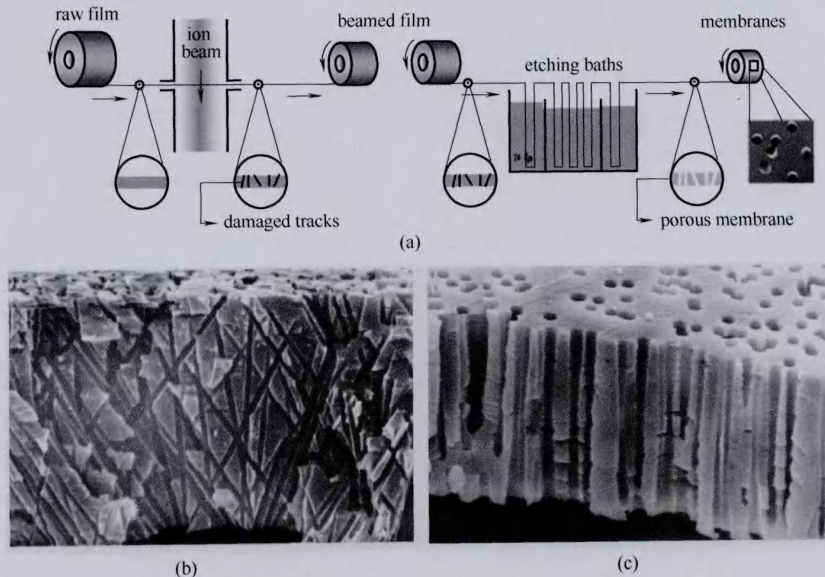 raw film
ion
beam
beamed film
etching baths
membranes
damaged tracks
porous membrane
(a)
(b)
(c)